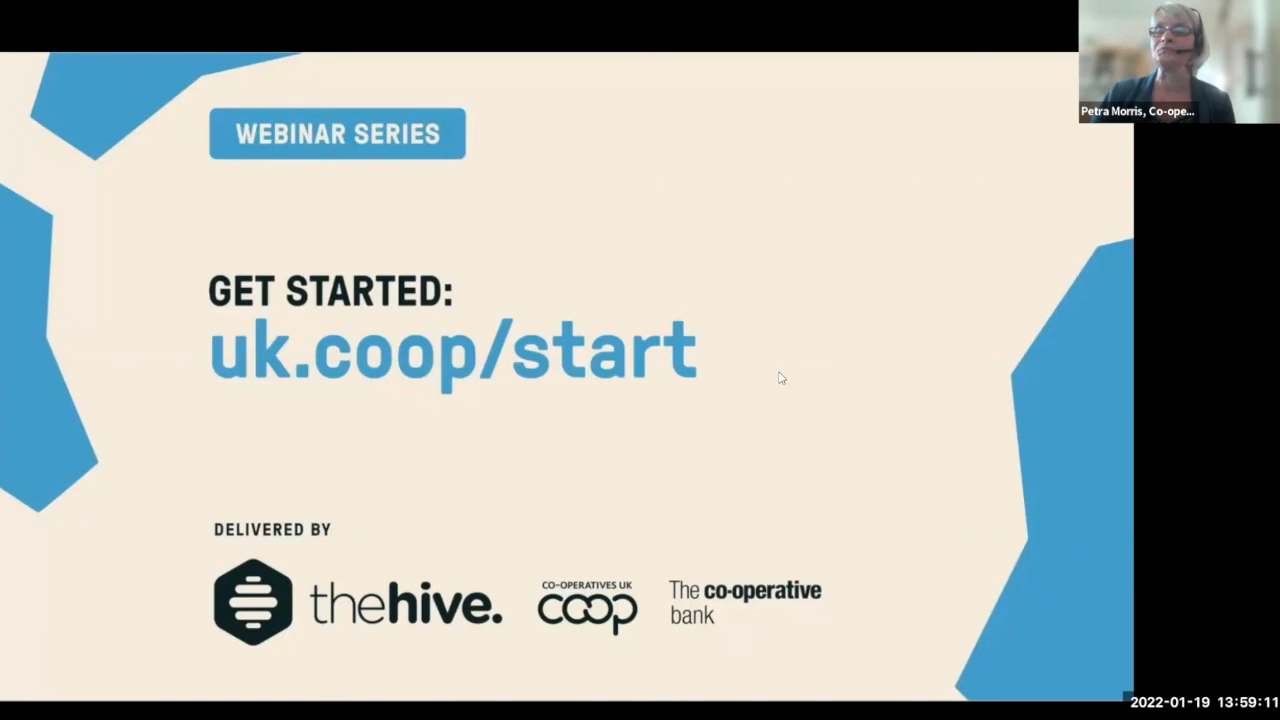 WEBINAR SERIES
Petra Morris, Co-ope...
GET STARTED:
uk.coop/start
DELIVERED BY
thehive.
CO-OPERATIVES UK
coop
The co-operative
bank
2022-01-19 13:59:11